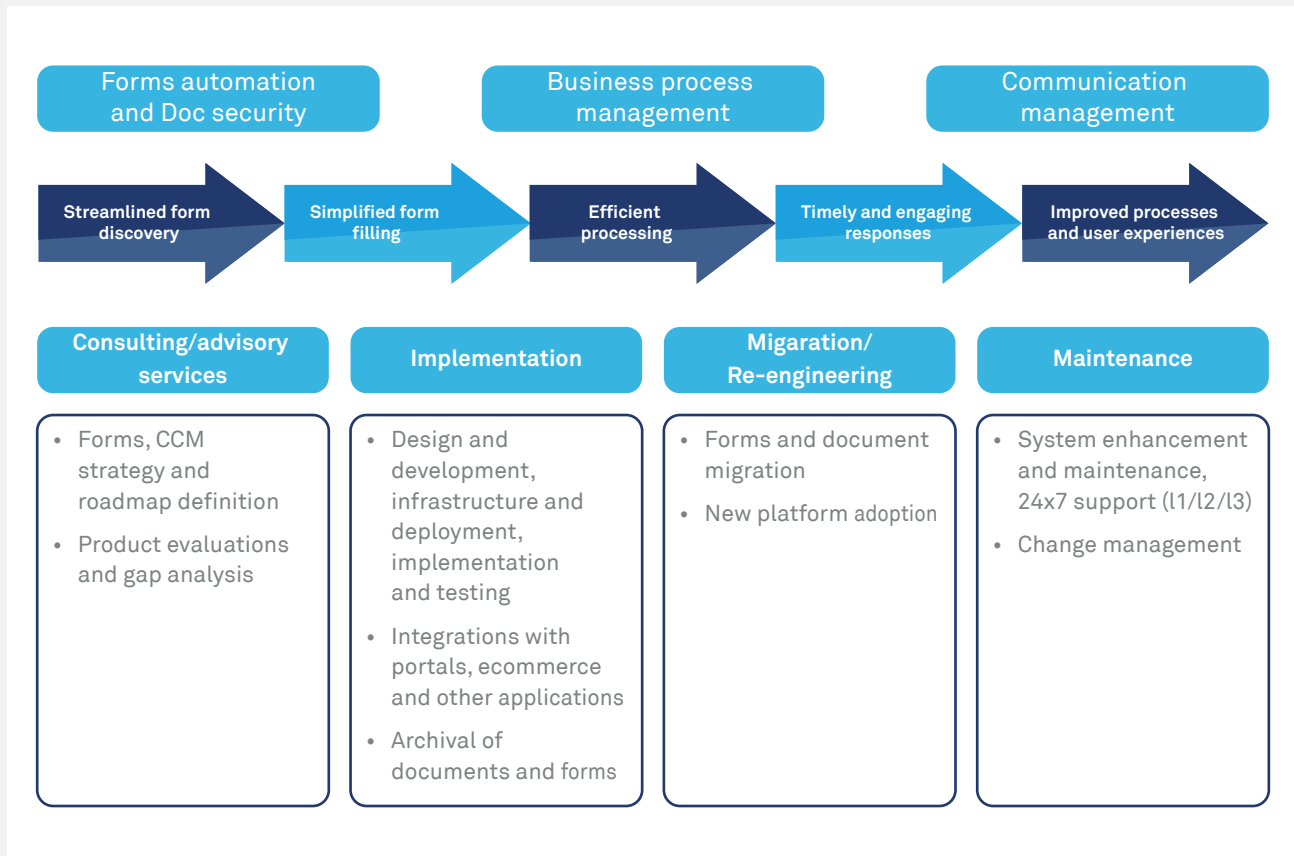 Forms automation
and Doc security
Business process
management
Communication
management
Streamlined form
discovery
Simplified form
filling
Efficient
processing
Timely and engaging
responses
Improved processes
and user experiences
Consulting/advisory
services
Implementation
Migaration/
Re-engineering
Maintenance
• Forms, CCM
strategy and
roadmap definition
• Product evaluations
and gap analysis
• Design and
development,
infrastructure and
deployment,
implementation
and testing
• Integrations with
portals, ecommerce
and other applications
• Archival of
documents and forms
• Forms and document
migration
• New platform adoption
• System enhancement
and maintenance,
24x7 support (l1/l2/l3)
• Change management